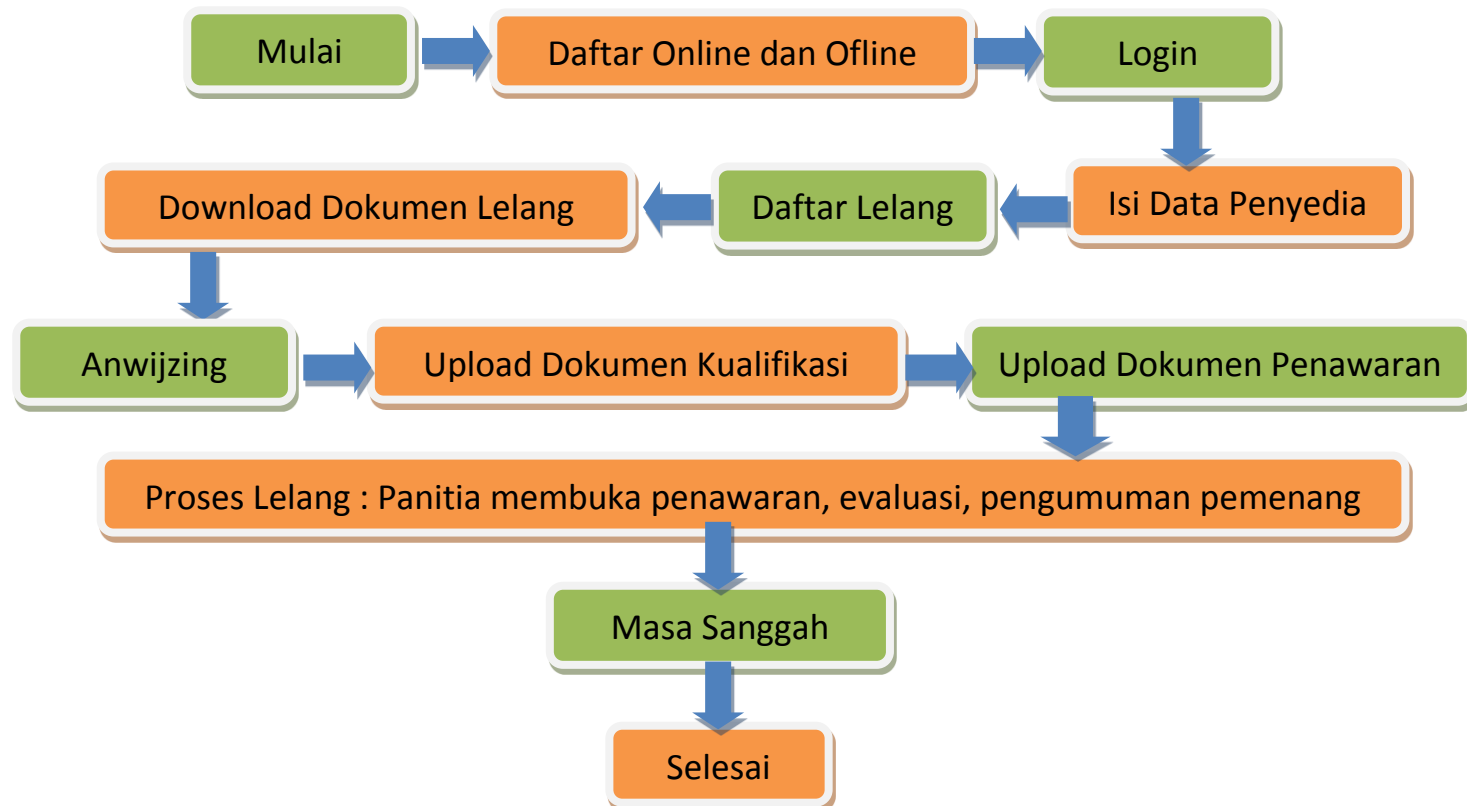 Mulai
Daftar Online dan Ofline
Login
Isi Data Penyedia
Daftar Lelang
Download Dokumen Lelang
Anwijzing
Upload Dokumen Kualifikasi
Upload Dokumen Penawaran
Proses Lelang : Panitia membuka penawaran, evaluasi, pengumuman pemenang
Masa Sanggah
Selesai